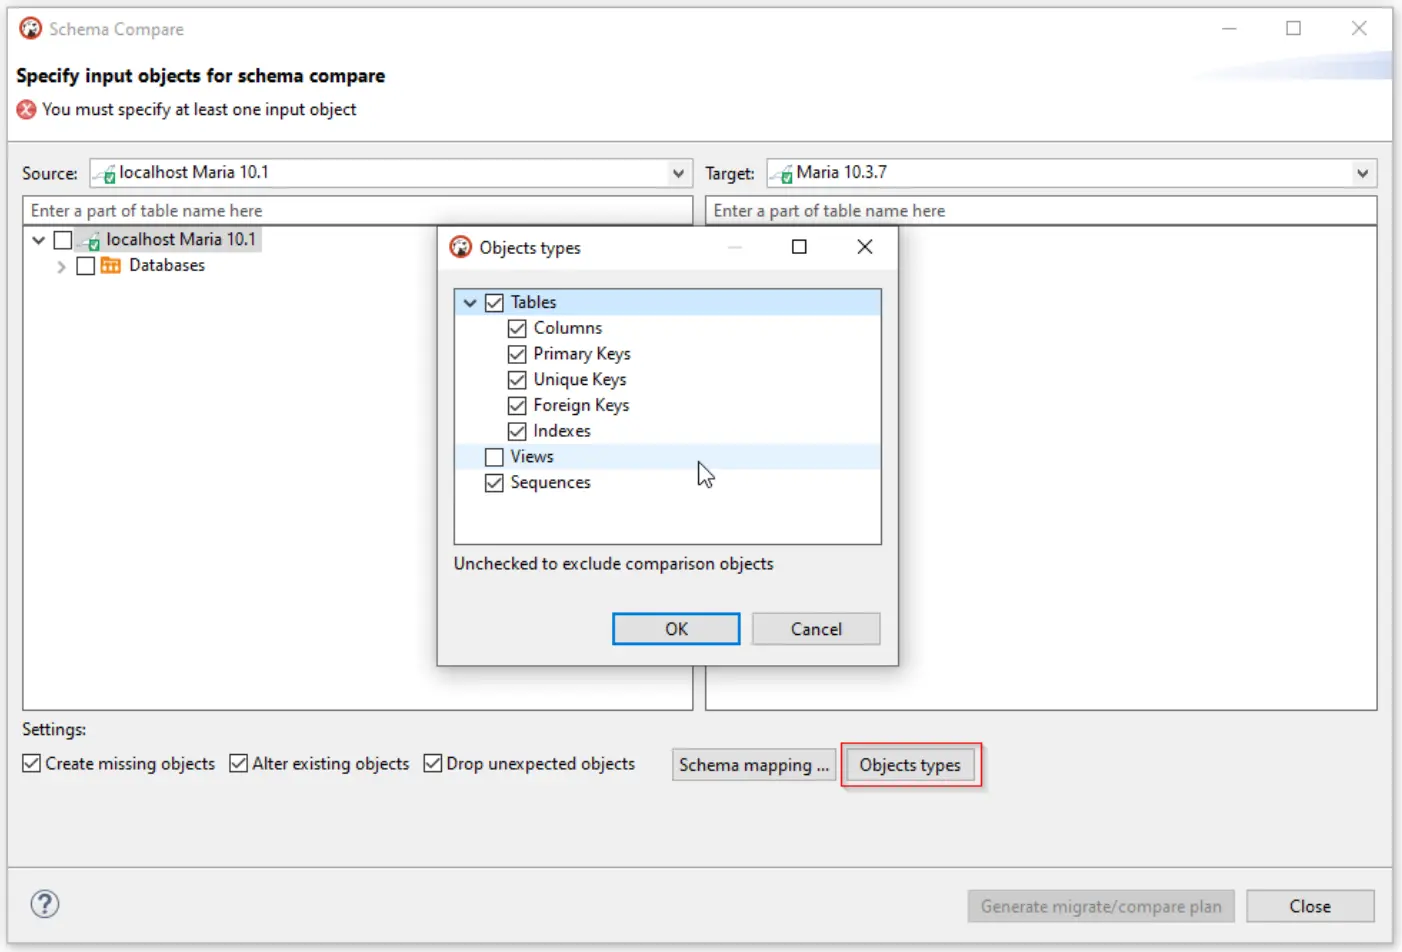 Schema Compare
Specify input objects for schema compare
You must specify at least one input object
Source: localhost Maria 10.1
Target: Maria 10.3.7
Enter a part of table name here
Enter a part of table name here
localhost Maria 10.1
Databases
Objects types
Tables
Columns
Primary Keys
Unique Keys
Foreign Keys
Indexes
Views
Sequences
Unchecked to exclude comparison objects
OK
Cancel
Settings:
Create missing objects
Alter existing objects
Drop unexpected objects
Schema mapping ...
Objects types
?
Generate migrate/compare plan
Close